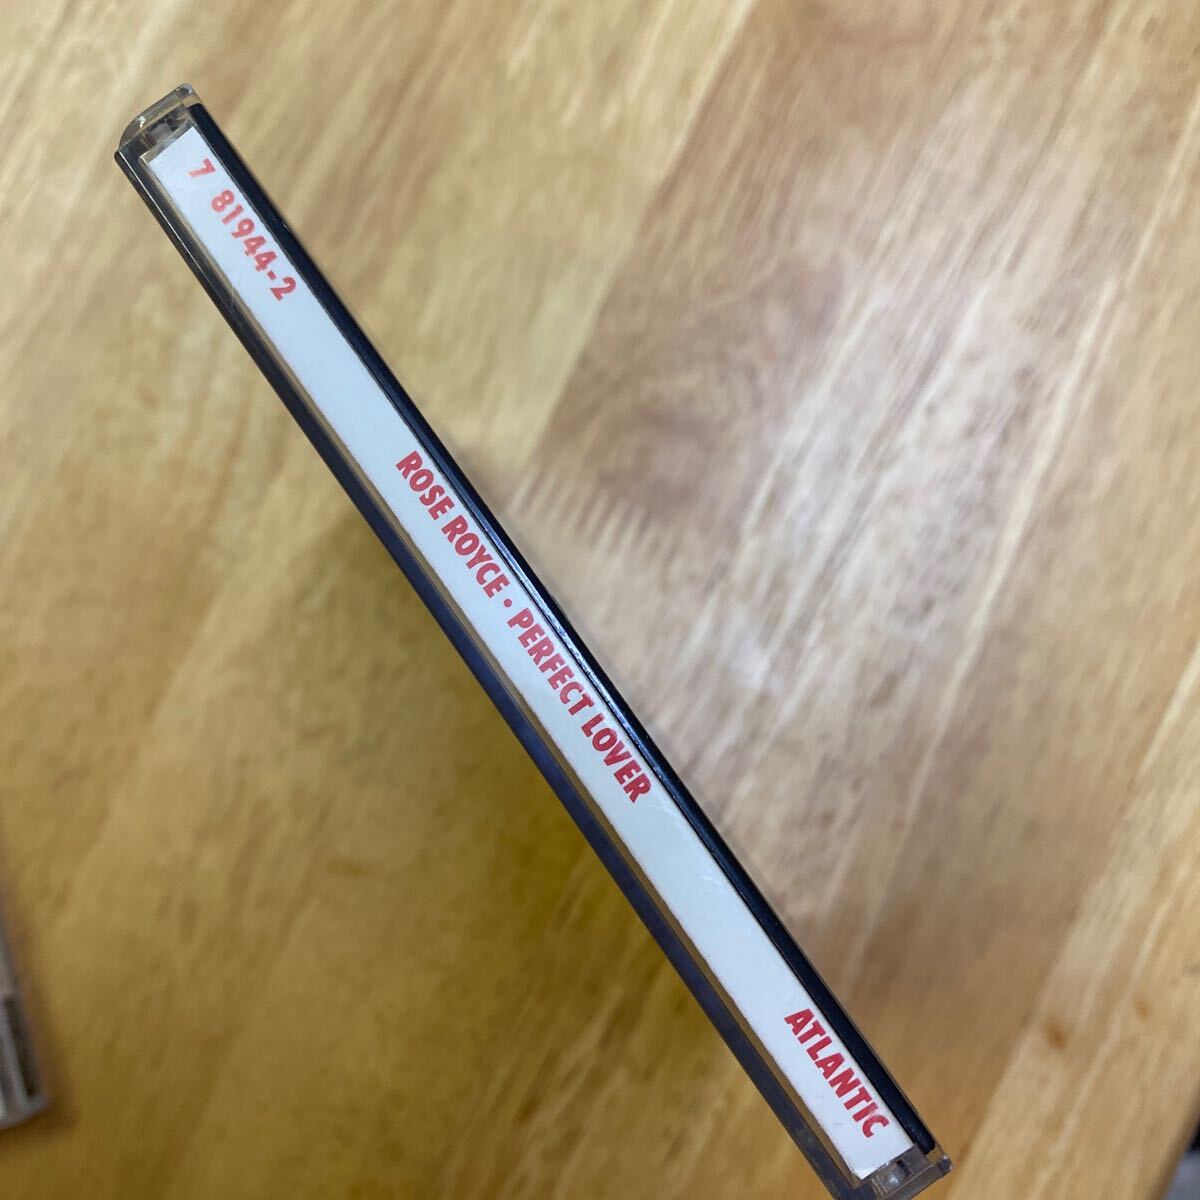 7 81944-2
ROSE ROYCE • PERFECT LOVER
ATLANTIC